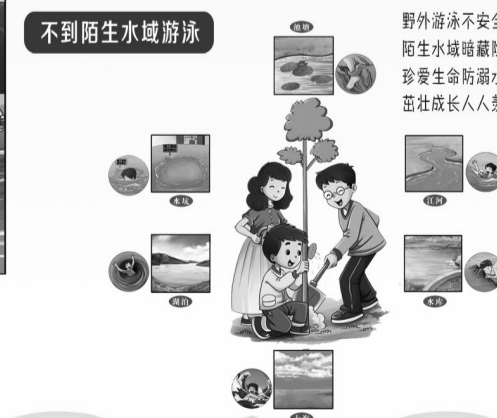 不到陌生水域游泳
池塘
野外游泳不安全
陌生水域暗藏
珍爱生命防溺水
茁壮成长人人
水坑
江河
湖泊
水库